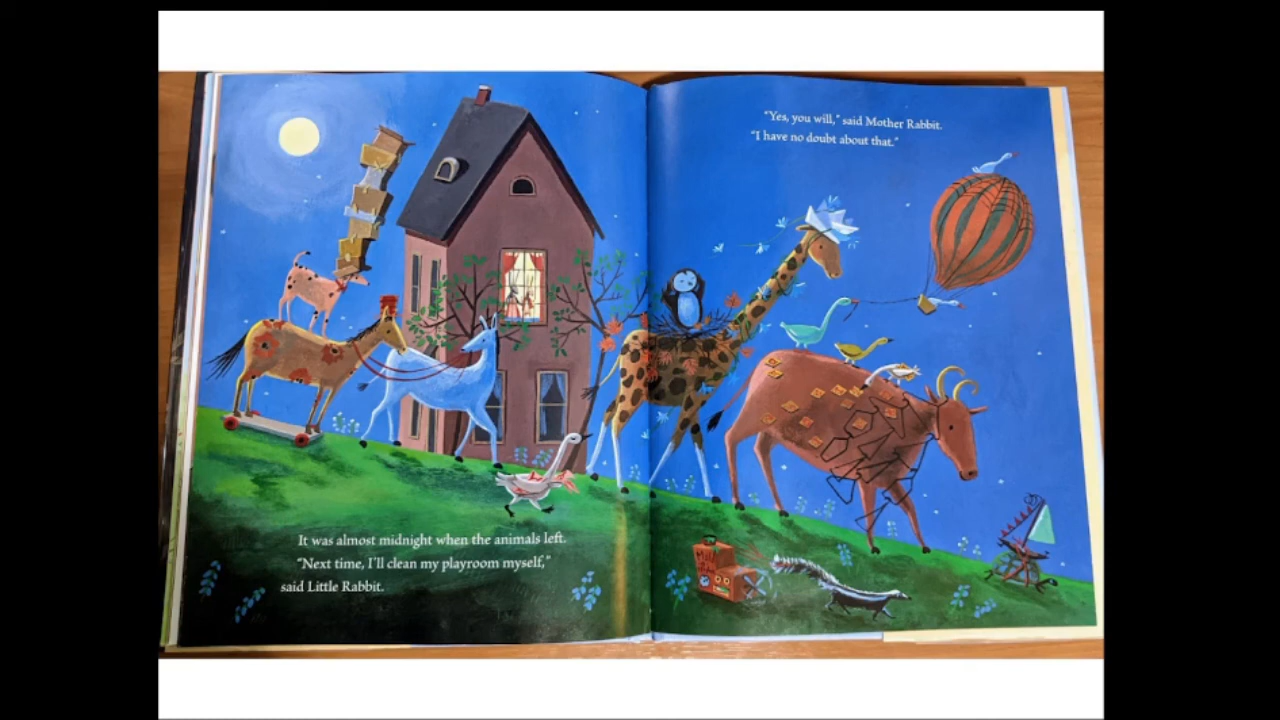 It was almost midnight when the animals left.
“Next time, I’ll clean my playroom myself,”
said Little Rabbit.
“Yes, you will,” said Mother Rabbit.
“I have no doubt about that.”